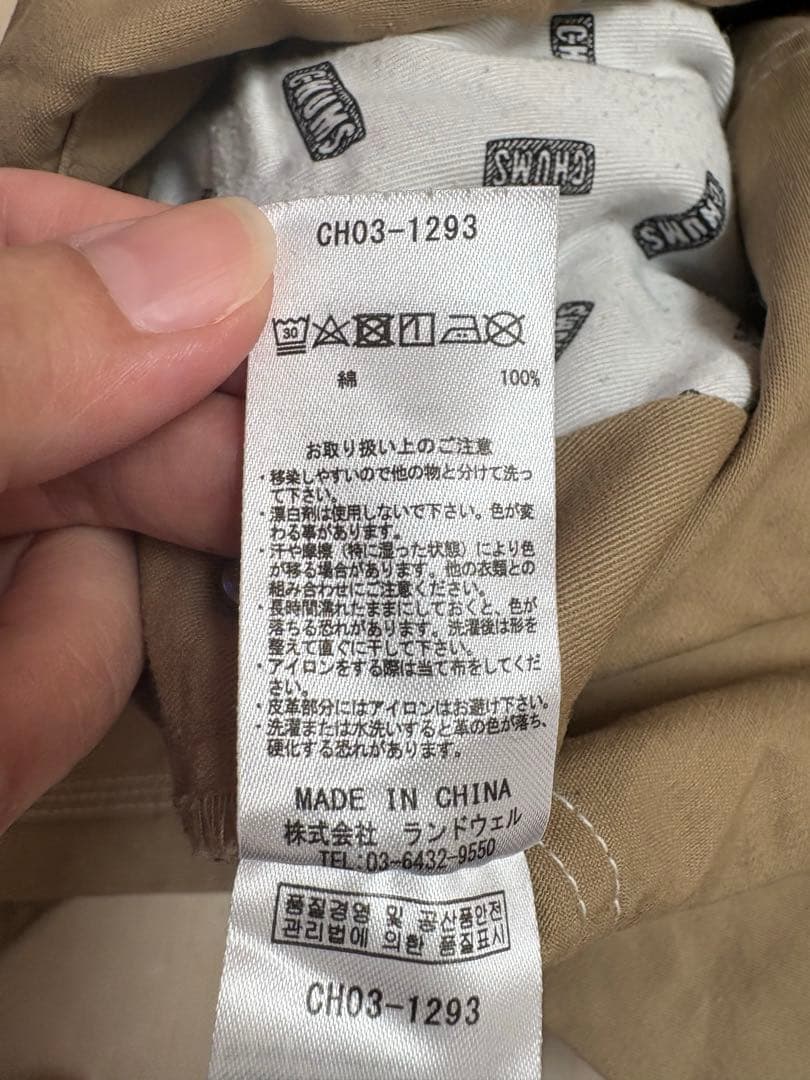 CHUMS
CHUMS
CHUMS
CH03-1293
30
綿 100%
お取り扱い上のご注意
・移染しやすいので他の物と分けて洗っ
て下さい。
・漂白剤は使用しないで下さい。色が変
わる事があります。
・汗や摩擦（特に湿った状態）により色
が移る場合があります。他の衣類との
組み合わせにご注意ください。
・長時間濡れたままにしておくと、色が
落ちる恐れがあります。洗濯後は形を
整えて直ぐに干して下さい。
・アイロンをする際は当て布をしてくだ
さい。
・皮革部分にはアイロンはお避け下さい。
・洗濯または水洗いすると革の色が落ち、
硬化する恐れがあります。
MADE IN CHINA
株式会社 ランドウェル
TEL:03-6432-9550
품질경영 및 공산품안전
관리법에 의한 품질표시
CH03-1293